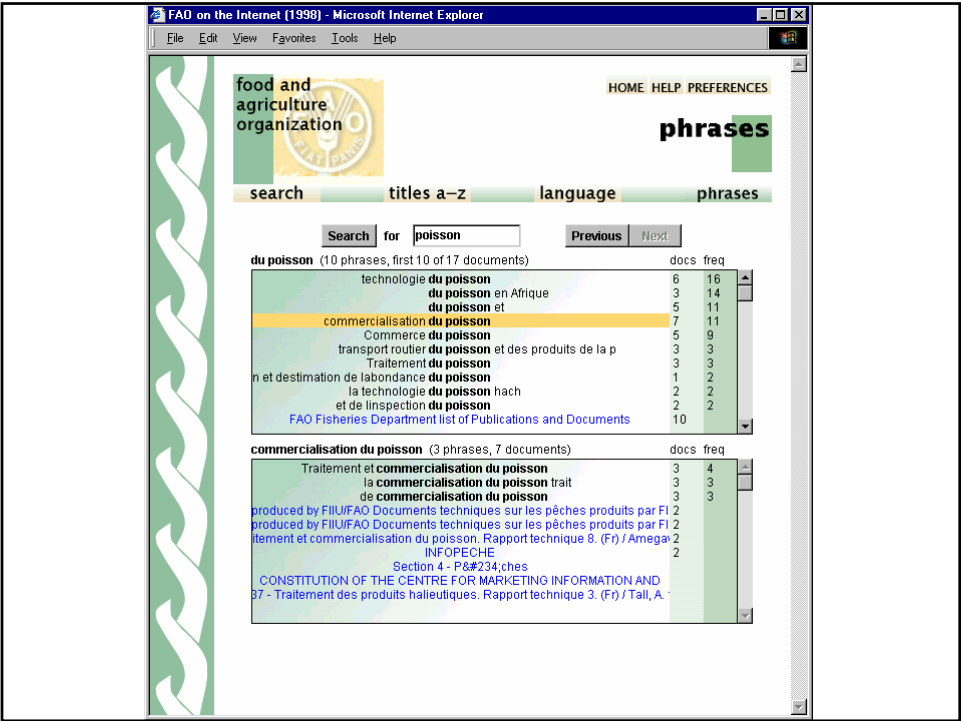 FAO on the Internet (1998) - Microsoft Internet Explorer
File Edit View Favorites Tools Help
food and
agriculture
organization
FIAT PANIS
HOME HELP PREFERENCES
phrases
search titles a–z language phrases
Search for poisson Previous Next
du poisson (10 phrases, first 10 of 17 documents) docs freq
technologie du poisson 6 16
du poisson en Afrique 3 14
du poisson et 5 11
commercialisation du poisson 7 11
Commerce du poisson 5 9
transport routier du poisson et des produits de la p 3 3
Traitement du poisson 3 3
n et destimation de labondance du poisson 1 2
la technologie du poisson hach 2 2
et de linspection du poisson 2 2
FAO Fisheries Department list of Publications and Documents 10
commercialisation du poisson (3 phrases, 7 documents) docs freq
Traitement et commercialisation du poisson 3 4
la commercialisation du poisson trait 3 3
de commercialisation du poisson 3 3
produced by FIIU/FAO Documents techniques sur les pêches produits par FI 2
produced by FIIU/FAO Documents techniques sur les pêches produits par FI 2
itement et commercialisation du poisson. Rapport technique 8. (Fr) / Amegav 2
INFOPECHE 2
Section 4 - P&#234;ches
CONSTITUTION OF THE CENTRE FOR MARKETING INFORMATION AND
37 - Traitement des produits halieutiques. Rapport technique 3. (Fr) / Tall, A.